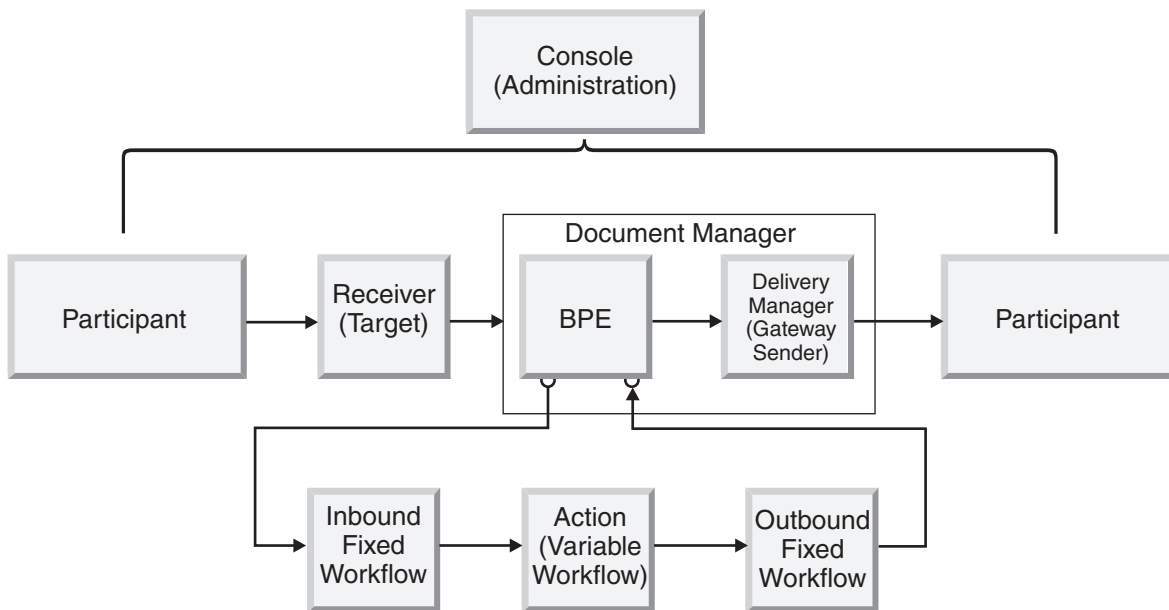 Console
(Administration)
Document Manager
Participant
Receiver
(Target)
BPE
Delivery
Manager
(Gateway
Sender)
Participant
Inbound
Fixed
Workflow
Action
(Variable
Workflow)
Outbound
Fixed
Workflow